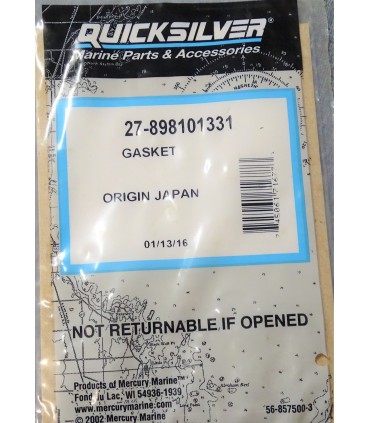 QUICKSILVER
Marine Parts & Accessories
27-898101331
GASKET
ORIGIN JAPAN
01/13/16
NOT RETURNABLE IF OPENED
Products of Mercury Marine™
Fond du Lac, WI 54936-1939
www.mercurymarine.com
© 2002 Mercury Marine
56-857500-3